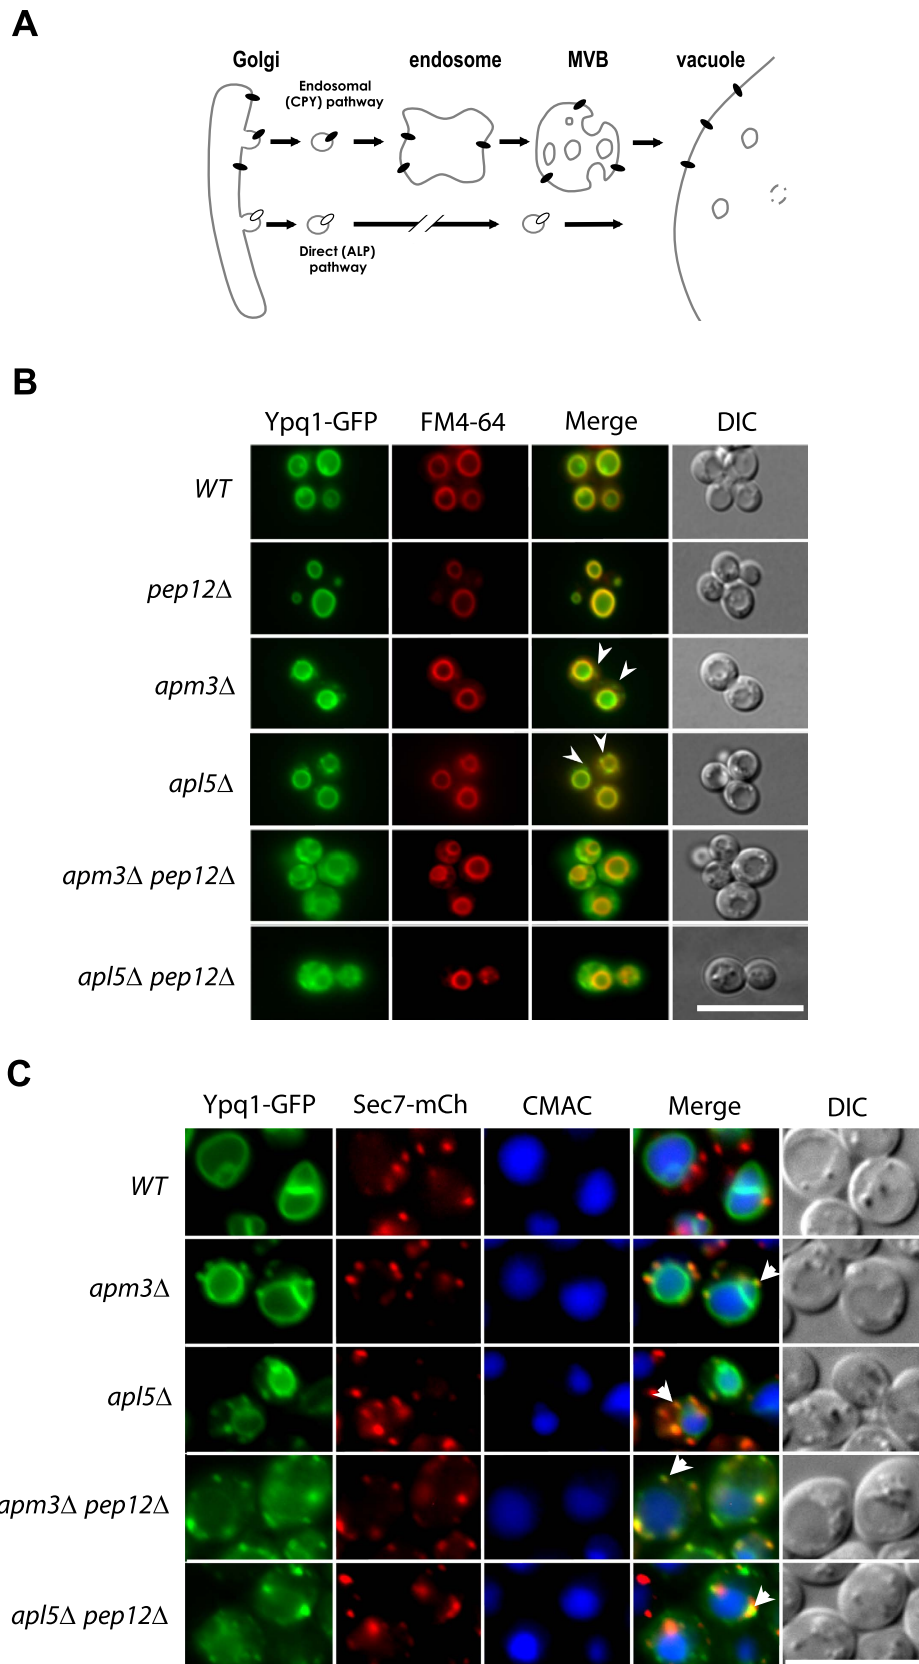 A
Golgi
endosome
MVB
vacuole
Endosomal
(CPY) pathway
Direct (ALP)
pathway
B
Ypq1-GFP FM4-64 Merge DIC
WT
pep12Δ
apm3Δ
apl5Δ
apm3Δ pep12Δ
apl5Δ pep12Δ
C
Ypq1-GFP Sec7-mCh CMAC Merge DIC
WT
apm3Δ
apl5Δ
apm3Δ pep12Δ
apl5Δ pep12Δ